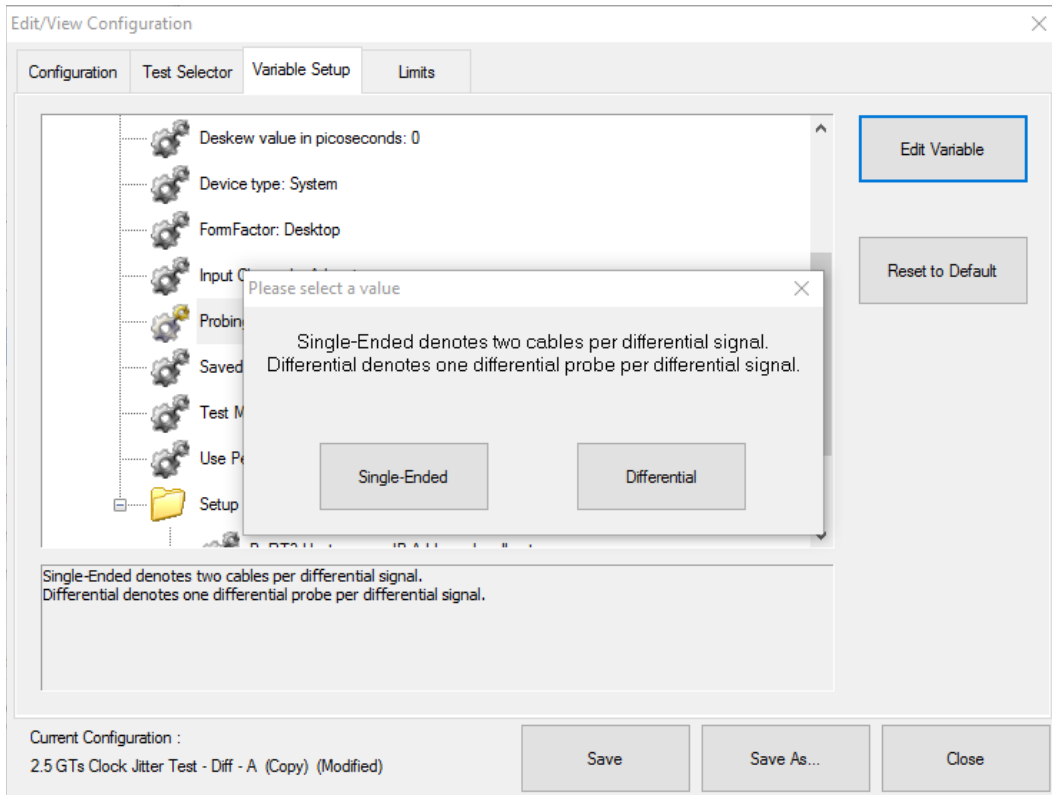 Edit/View Configuration
Configuration
Test Selector
Variable Setup
Limits
Deskew value in picoseconds: 0
Device type: System
FormFactor: Desktop
Input
Probing
Saved
Test M
Use Pe
Setup
Edit Variable
Reset to Default
Please select a value
Single-Ended denotes two cables per differential signal.
Differential denotes one differential probe per differential signal.
Single-Ended
Differential
Single-Ended denotes two cables per differential signal.
Differential denotes one differential probe per differential signal.
Current Configuration :
2.5 GTs Clock Jitter Test - Diff - A (Copy) (Modified)
Save
Save As...
Close